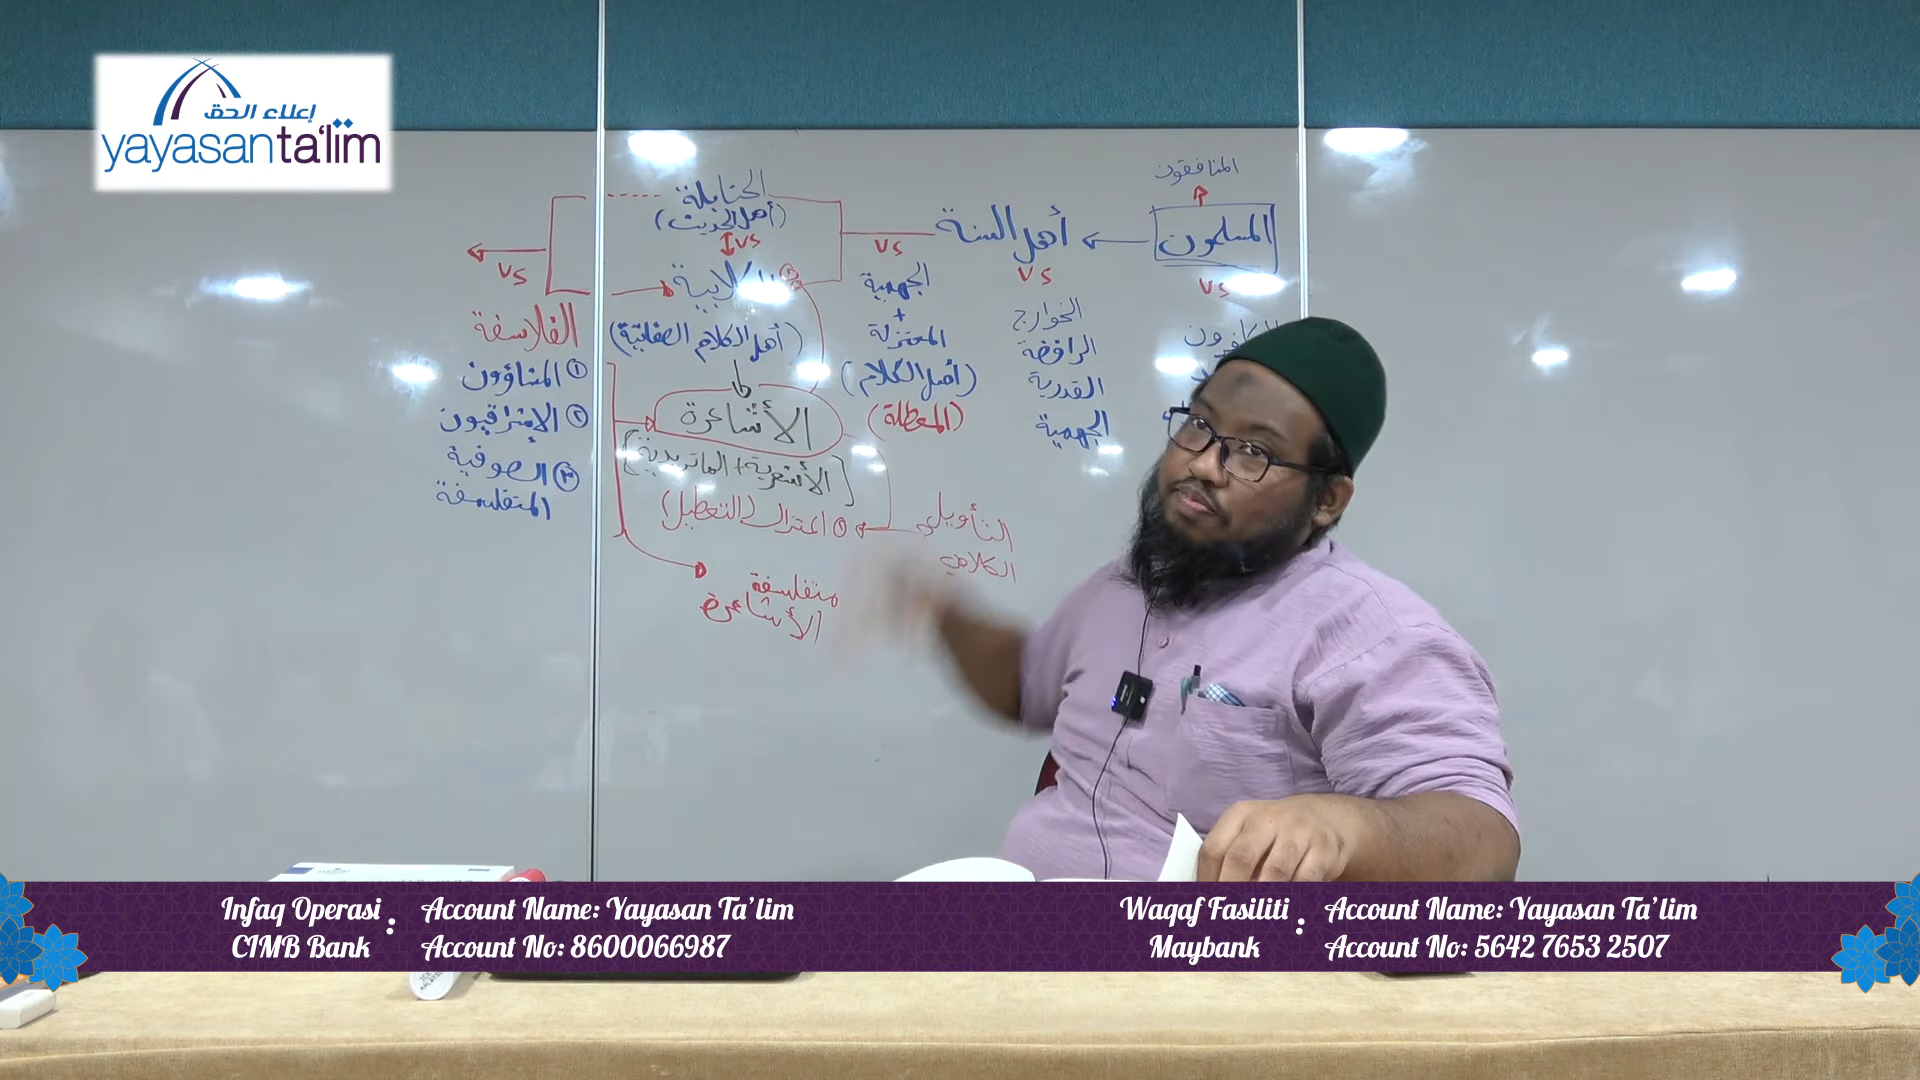 إعلاء الحق
yayasanta'lim
المنافقون
المسلمون
أهل السنة
vs
vs
الخوارج
الرافضة
القدرية
الجهمية
vs
الجهمية
+
المعتزلة
(أهل الكلام)
(المعطلة)
الحنابلة
(أهل الحديث)
vs
(أهل الكلام الصفاتية)
الأشاعرة
[الأشعرية + الماتريدية]
التأويل
الكلامي
متفلسفة
الأشاعرة
vs
الفلاسفة
① المشاؤون
② الإشراقيون
③ الصوفية
المتفلسفة
Infaq Operasi : Account Name: Yayasan Ta'lim
CIMB Bank Account No: 8600066987
Waqaf Fasiliti : Account Name: Yayasan Ta'lim
Maybank Account No: 5642 7653 2507